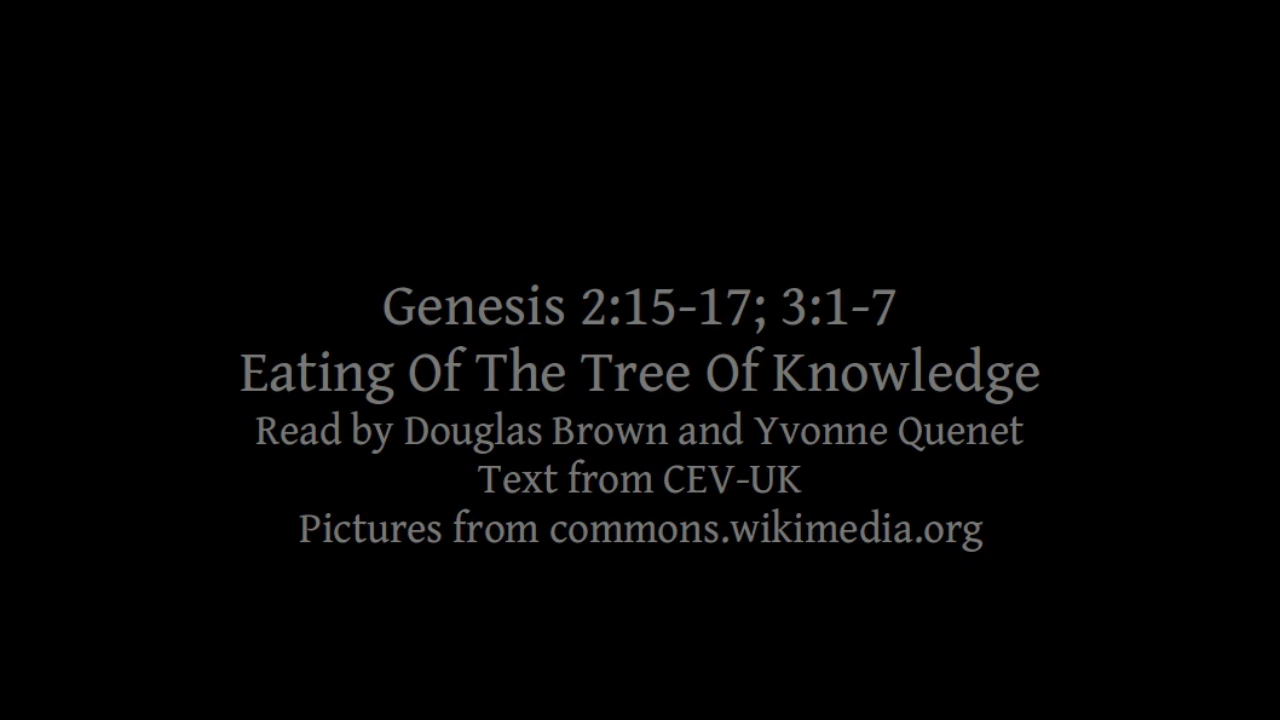 Genesis 2:15-17; 3:1-7
Eating Of The Tree Of Knowledge
Read by Douglas Brown and Yvonne Quenet
Text from CEV-UK
Pictures from commons.wikimedia.org